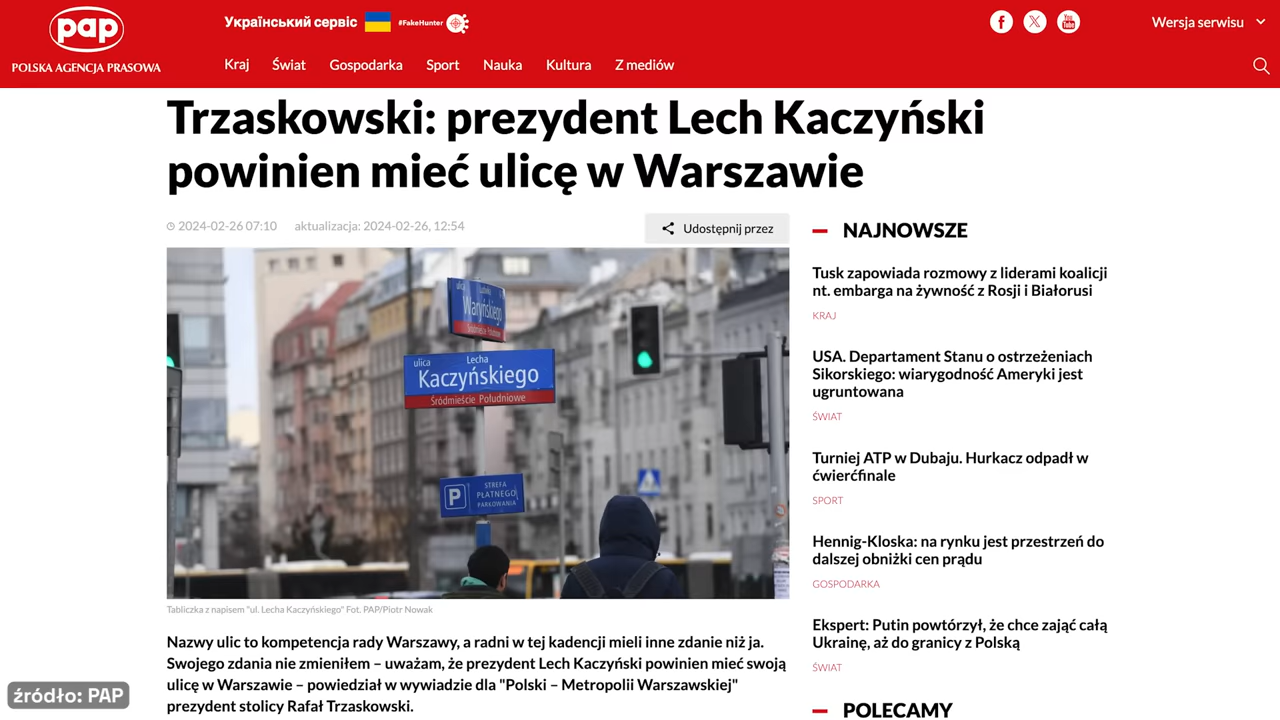 pap
POLSKA AGENCJA PRASOWA
Український сервіс
#FakeHunter
You Tube
Wersja serwisu
Kraj
Świat
Gospodarka
Sport
Nauka
Kultura
Z mediów
Trzaskowski: prezydent Lech Kaczyński
powinien mieć ulicę w Warszawie
2024-02-26 07:10 aktualizacja: 2024-02-26, 12:54
Udostępnij przez
ulica
Waryńskiego
Śródmieście Południowe
ulica Lecha
Kaczyńskiego
Śródmieście Południowe
P
STREFA
PŁATNEGO
PARKOWANIA
Tabliczka z napisem "ul. Lecha Kaczyńskiego" Fot. PAP/Piotr Nowak
Nazwy ulic to kompetencja rady Warszawy, a radni w tej kadencji mieli inne zdanie niż ja.
Swojego zdania nie zmieniłem – uważam, że prezydent Lech Kaczyński powinien mieć swoją
ulicę w Warszawie – powiedział w wywiadzie dla "Polski – Metropolii Warszawskiej"
prezydent stolicy Rafał Trzaskowski.
NAJNOWSZE
Tusk zapowiada rozmowy z liderami koalicji
nt. embarga na żywność z Rosji i Białorusi
KRAJ
USA. Departament Stanu o ostrzeżeniach
Sikorskiego: wiarygodność Ameryki jest
ugruntowana
ŚWIAT
Turniej ATP w Dubaju. Hurkacz odpadł w
ćwierćfinale
SPORT
Hennig-Kloska: na rynku jest przestrzeń do
dalszej obniżki cen prądu
GOSPODARKA
Ekspert: Putin powtórzył, że chce zająć całą
Ukrainę, aż do granicy z Polską
ŚWIAT
POLECAMY
źródło: PAP